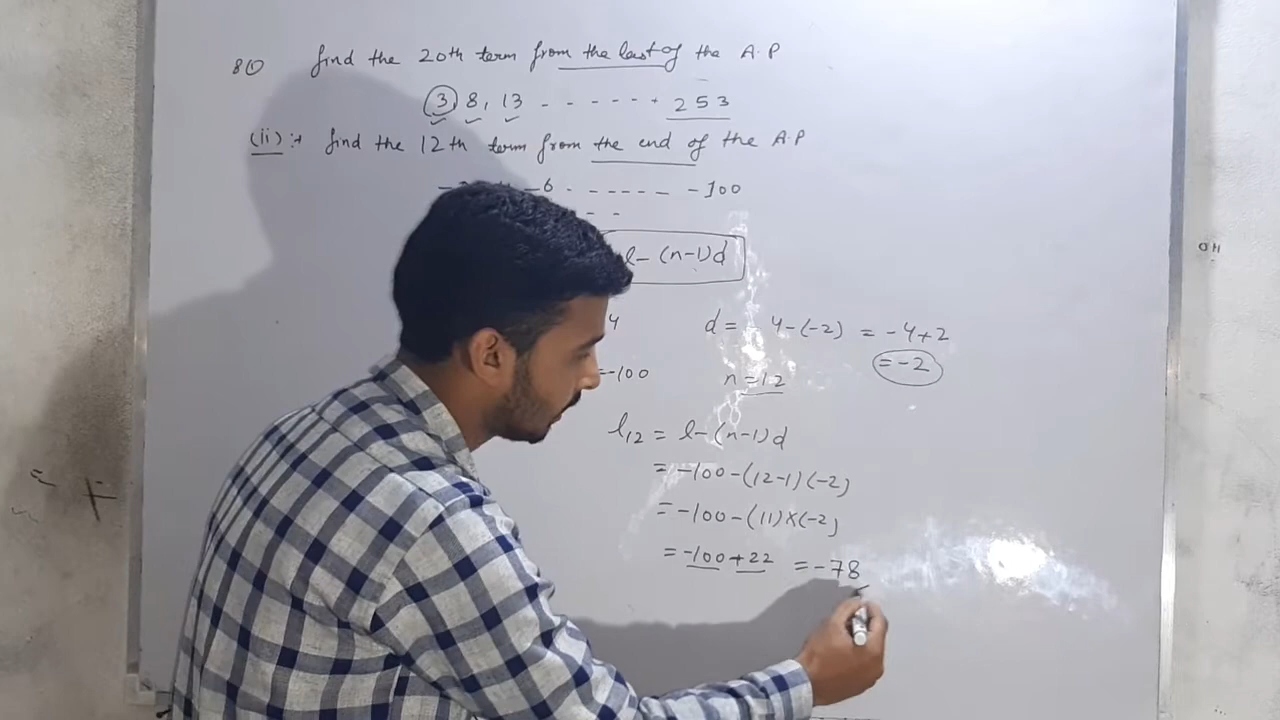 8① find the 20th term from the last of the A.P
3, 8, 13 - - - - - - - 253
(ii) :→ find the 12th term from the end of the A.P
-6 - - - - - - -100
l- (n-1)d
4 d = 4-(-2) = -4+2
= -2
=-100 n=12
l12 = l-(n-1)d
= -100-(12-1)(-2)
= -100-(11)×(-2)
= -100+22 = -78